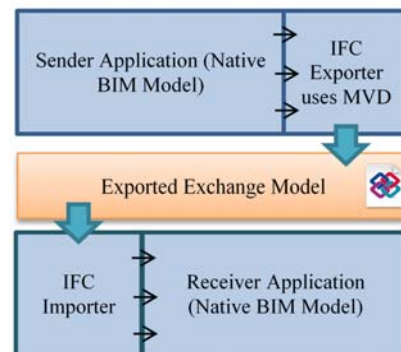 Sender Application (Native
BIM Model)
IFC
Exporter
uses MVD
Exported Exchange Model
IFC
Importer
Receiver Application
(Native BIM Model)